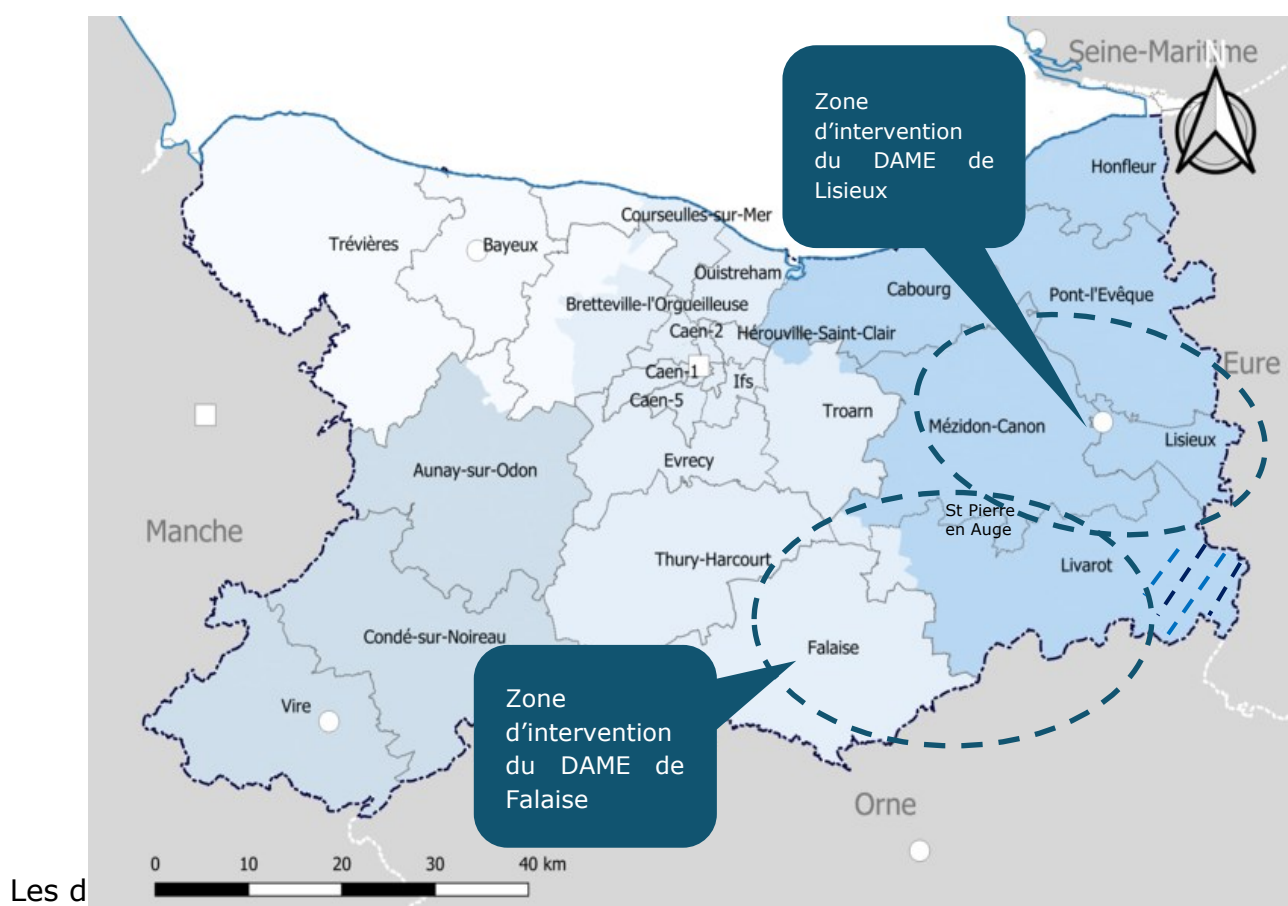 Seine-Maritime
N
Zone
d’intervention
du DAME de
Lisieux
Honfleur
Courseulles-sur-Mer
Trévières
Bayeux
Ouistreham
Cabourg
Pont-l'Evêque
Bretteville-l'Orgueilleuse
Caen-2
Hérouville-Saint-Clair
Eure
Caen-1
Ifs
Caen-5
Troarn
Mézidon-Canon
Lisieux
Evrecy
Aunay-sur-Odon
St Pierre
en Auge
Manche
Thury-Harcourt
Livarot
Condé-sur-Noireau
Falaise
Zone
d’intervention
du DAME de
Falaise
Vire
Orne
0 10 20 30 40 km
Les d